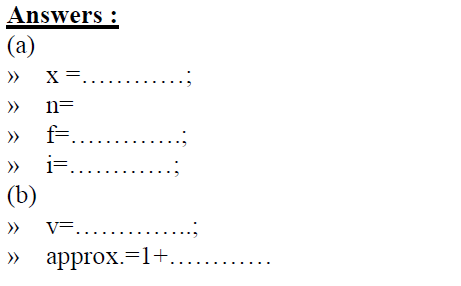 Answers :
(a)
» x =…………;
» n=
» f=………….;
» i=…………;
(b)
» v=…………..;
» approx.=1+…………